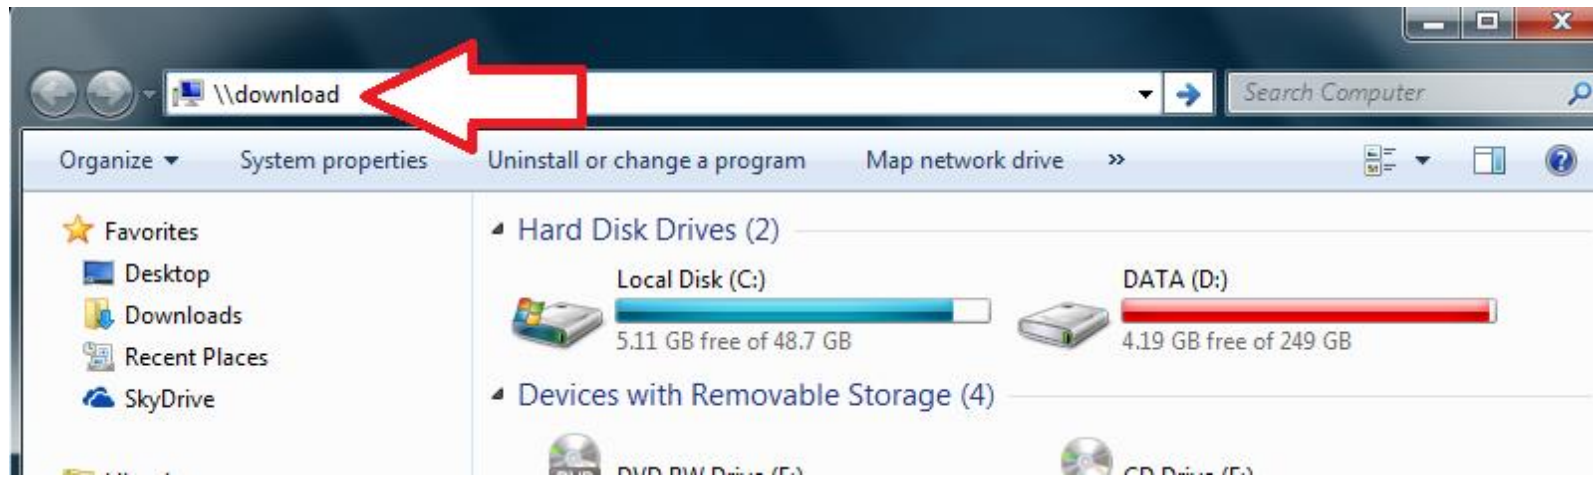 \\download
Search Computer
Organize
System properties
Uninstall or change a program
Map network drive
»
Favorites
Desktop
Downloads
Recent Places
SkyDrive
Hard Disk Drives (2)
Local Disk (C:)
5.11 GB free of 48.7 GB
DATA (D:)
4.19 GB free of 249 GB
Devices with Removable Storage (4)